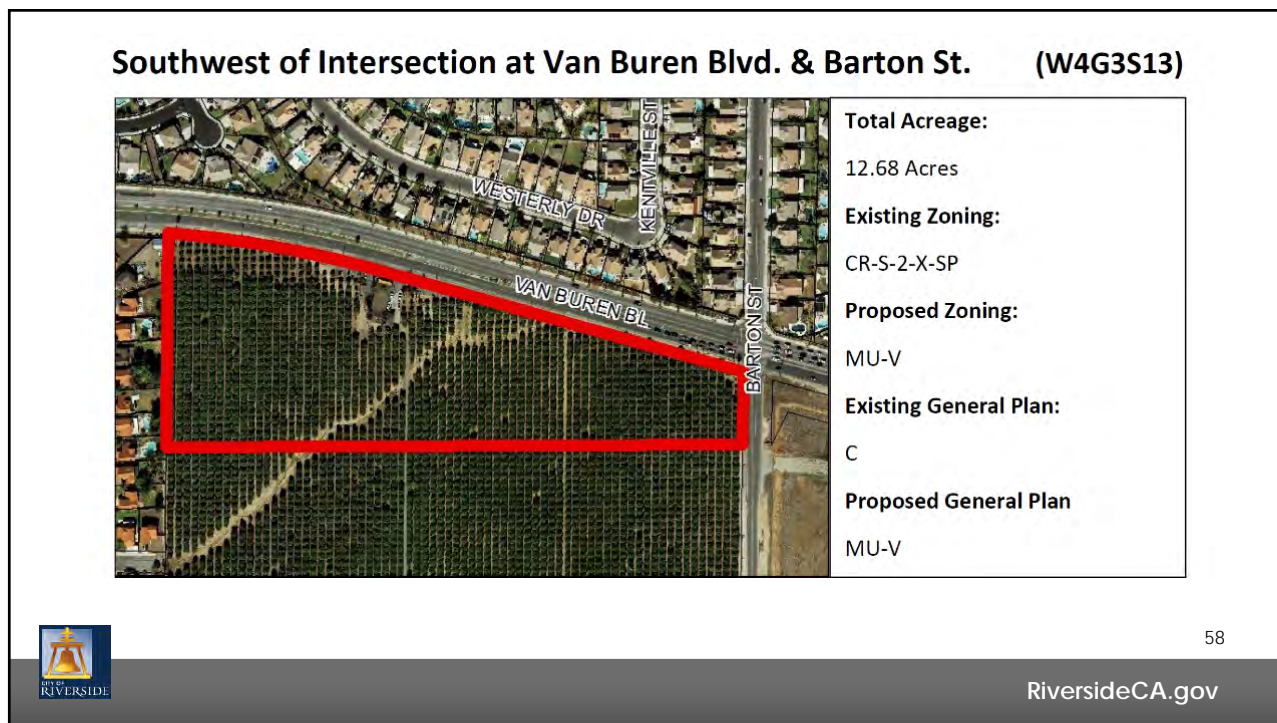 Southwest of Intersection at Van Buren Blvd. & Barton St. (W4G3S13)
WESTERLY DR
KENTVILLE ST
VAN BUREN BL
BARTON ST
Total Acreage:
12.68 Acres
Existing Zoning:
CR-S-2-X-SP
Proposed Zoning:
MU-V
Existing General Plan:
C
Proposed General Plan
MU-V
58
CITY OF
RIVERSIDE
RiversideCA.gov